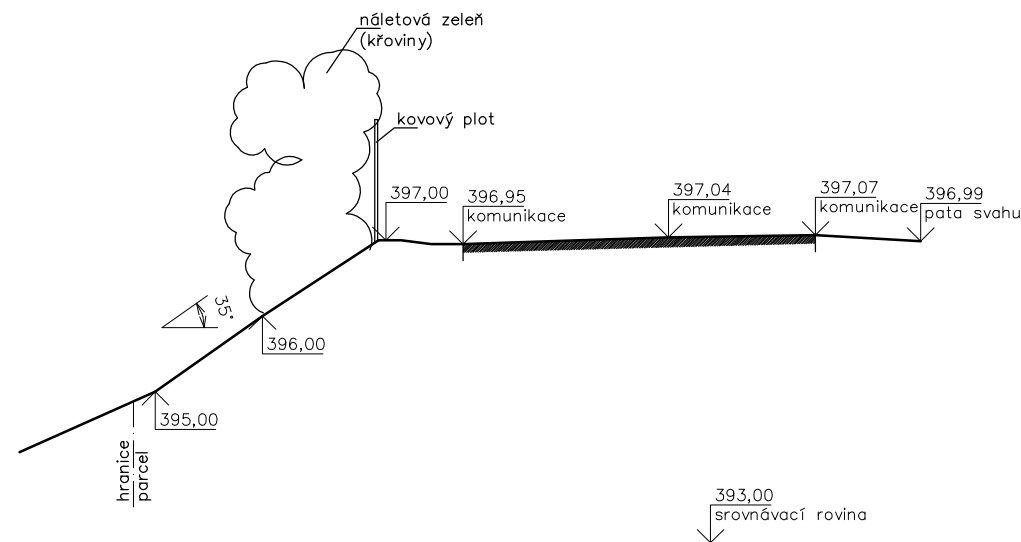 náletová zeleň
(křoviny)
kovový plot
397,00
396,95
komunikace
397,04
komunikace
397,07
komunikace
396,99
pata svahu
35°
396,00
395,00
hranice
parcel
393,00
srovnávací rovina